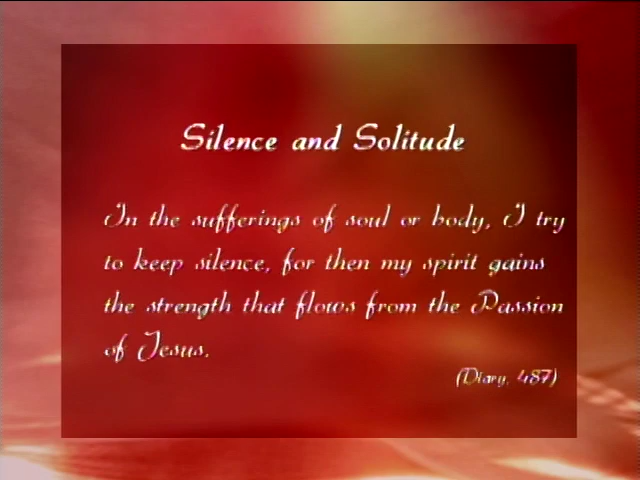 Silence and Solitude
In the sufferings of soul or body, I try
to keep silence, for then my spirit gains
the strength that flows from the Passion
of Jesus.
(Diary, 487)